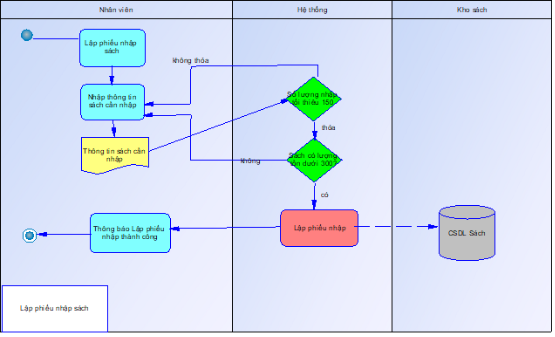 Nhân viên
Hệ thống
Kho sách
Lập phiếu nhập
sách
không thỏa
Nhập thông tin
sách cần nhập
Số lượng nhập
tối thiểu 150
thỏa
Thông tin sách cần
nhập
không
Sách có lượng
tồn dưới 300
có
Thông báo Lập phiếu
nhập thành công
Lập phiếu nhập
CSDL Sách
Lập phiếu nhập sách